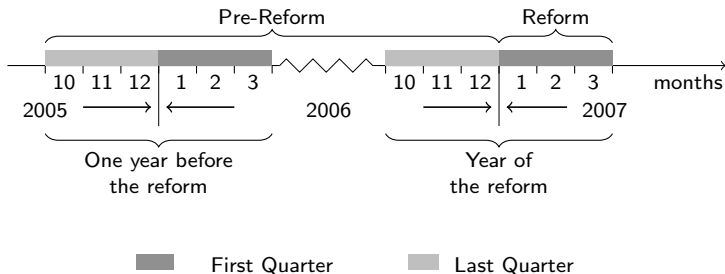 Pre-Reform Reform
10 11 12 1 2 3 10 11 12 1 2 3 months
2005 2006 2007
One year before Year of
the reform the reform
First Quarter Last Quarter